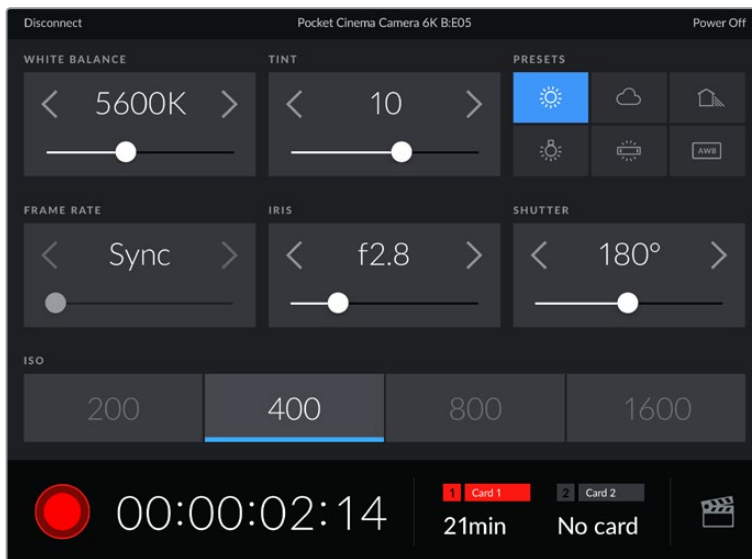 Disconnect Pocket Cinema Camera 6K B:E05 Power Off
WHITE BALANCE TINT PRESETS
5600K 10
AWB
FRAME RATE IRIS SHUTTER
Sync f2.8 180°
ISO
200 400 800 1600
1 Card 1 2 Card 2
00:00:02:14 21min No card